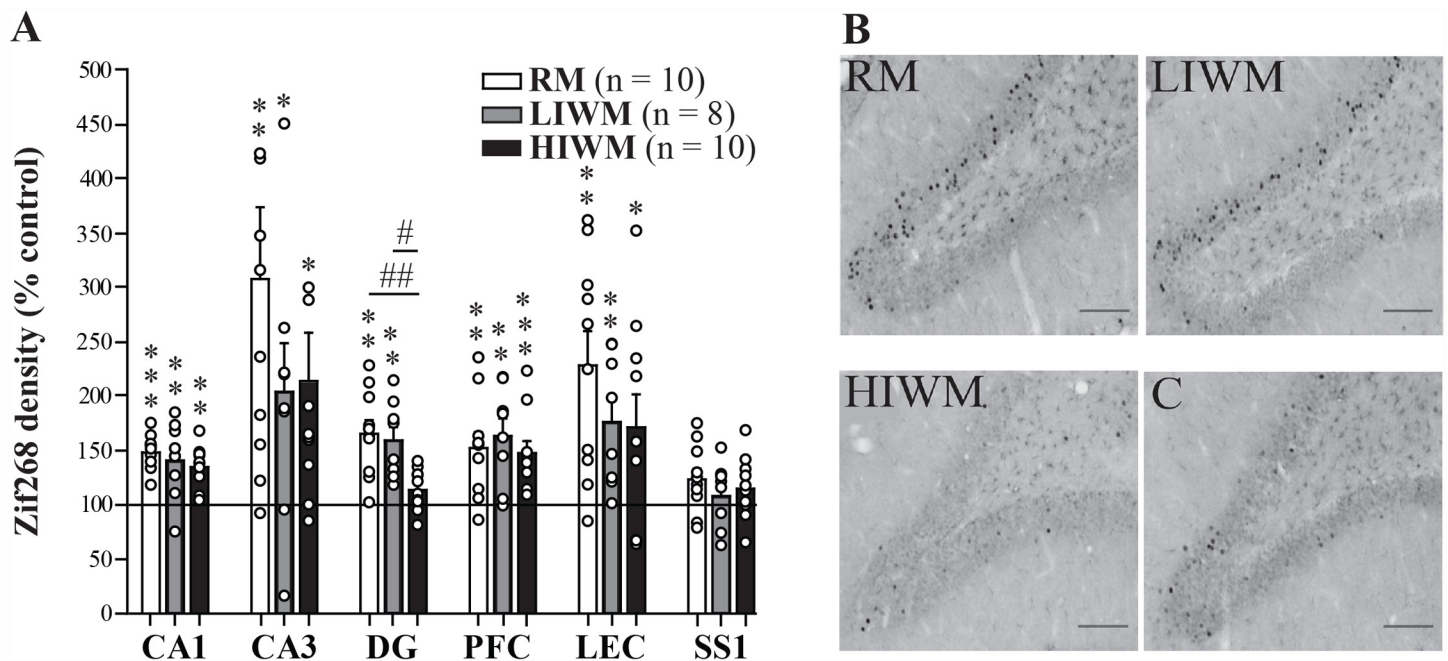 A
Zif268 density (% control)
500
450
400
350
300
250
200
150
100
50
0
RM (n = 10)
LIWM (n = 8)
HIWM (n = 10)
* * *
* *
* *
* *
*
*
* *
* *
#
##
* *
* *
* * *
* *
* *
*
CA1 CA3 DG PFC LEC SS1
B
RM
LIWM
HIWM
C